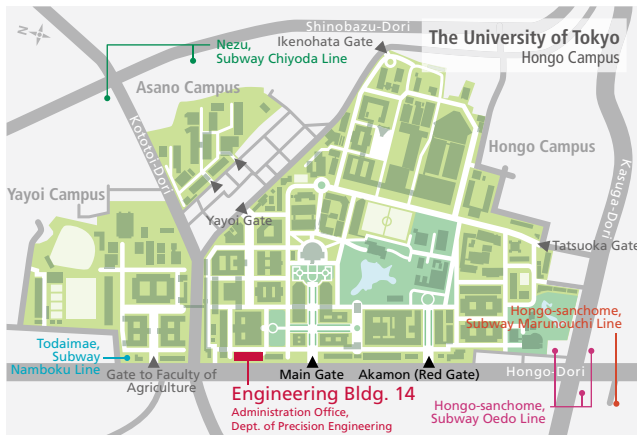 N
Shinobazu-Dori
Ikenohata Gate
The University of Tokyo
Hongo Campus
Nezu,
Subway Chiyoda Line
Asano Campus
Kototoi-Dori
Hongo Campus
Kasuga-Dori
Yayoi Campus
Yayoi Gate
Tatsuoka Gate
Hongo-sanchome,
Subway Marunouchi Line
Todaimae,
Subway
Namboku Line
Gate to Faculty of
Agriculture
Main Gate
Akamon (Red Gate)
Hongo-Dori
Engineering Bldg. 14
Administration Office,
Dept. of Precision Engineering
Hongo-sanchome,
Subway Oedo Line